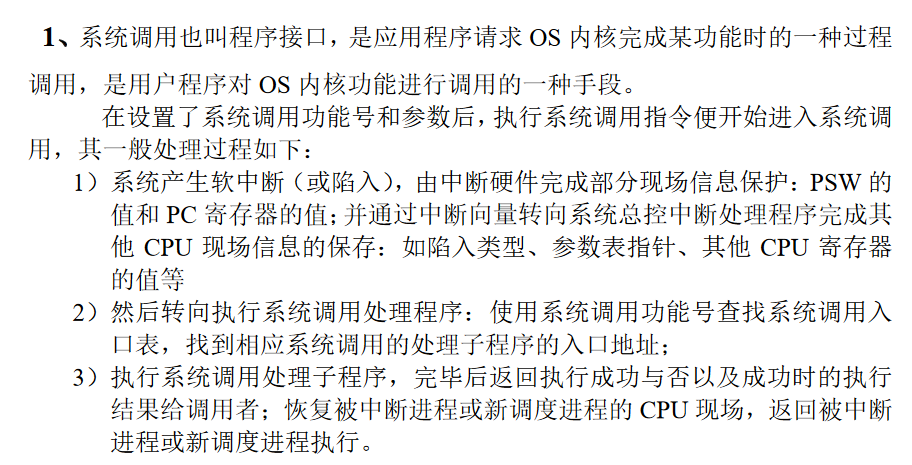 1、系统调用也叫程序接口，是应用程序请求 OS 内核完成某功能时的一种过程
调用，是用户程序对 OS 内核功能进行调用的一种手段。
在设置了系统调用功能号和参数后，执行系统调用指令便开始进入系统调
用，其一般处理过程如下：
1）系统产生软中断（或陷入），由中断硬件完成部分现场信息保护：PSW 的
值和 PC 寄存器的值；并通过中断向量转向系统总控中断处理程序完成其
他 CPU 现场信息的保存：如陷入类型、参数表指针、其他 CPU 寄存器
的值等
2）然后转向执行系统调用处理程序：使用系统调用功能号查找系统调用入
口表，找到相应系统调用的处理子程序的入口地址；
3）执行系统调用处理子程序，完毕后返回执行成功与否以及成功时的执行
结果给调用者；恢复被中断进程或新调度进程的 CPU 现场，返回被中断
进程或新调度进程执行。